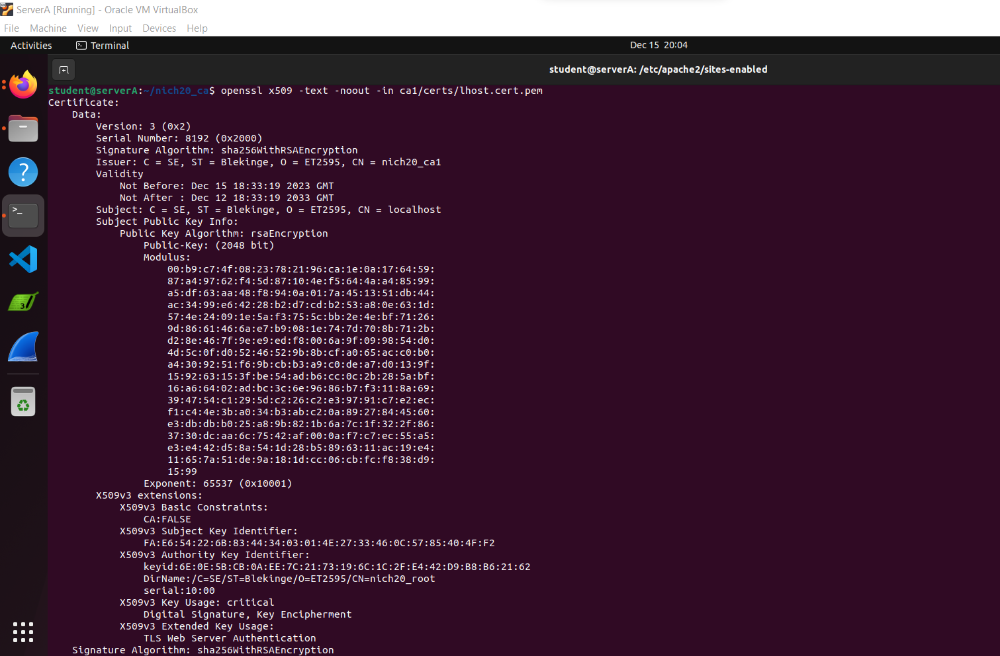 ServerA [Running] - Oracle VM VirtualBox
File Machine View Input Devices Help
Activities Terminal Dec 15 20:04
student@serverA: /etc/apache2/sites-enabled
student@serverA:~/nich20_ca$ openssl x509 -text -noout -in ca1/certs/lhost.cert.pem
Certificate:
Data:
Version: 3 (0x2)
Serial Number: 8192 (0x2000)
Signature Algorithm: sha256WithRSAEncryption
Issuer: C = SE, ST = Blekinge, O = ET2595, CN = nich20_ca1
Validity
Not Before: Dec 15 18:33:19 2023 GMT
Not After : Dec 12 18:33:19 2033 GMT
Subject: C = SE, ST = Blekinge, O = ET2595, CN = localhost
Subject Public Key Info:
Public Key Algorithm: rsaEncryption
Public-Key: (2048 bit)
Modulus:
00:b9:c7:4f:08:23:78:21:96:ca:1e:0a:17:64:59:
87:a4:97:62:f4:5d:87:10:4e:f5:64:4a:a4:85:99:
a5:df:63:aa:48:f8:94:0a:01:7a:45:13:51:db:44:
ac:34:99:e6:42:28:b2:d7:cd:b2:53:a8:0e:63:1d:
57:4e:24:09:1e:5a:f3:75:5c:bb:2e:4e:bf:71:26:
9d:86:61:46:6a:e7:b9:08:1e:74:7d:70:8b:71:2b:
d2:8e:46:7f:9e:e9:ed:f8:00:6a:9f:09:98:54:d0:
4d:5c:0f:d0:52:46:52:9b:8b:cf:a0:65:ac:c0:b0:
a4:30:92:51:f6:9b:cb:b3:a9:c0:de:a7:d0:13:9f:
15:92:63:15:3f:be:54:ad:b6:cc:0c:2b:28:5a:bf:
16:a6:64:02:ad:bc:3c:6e:96:86:b7:f3:11:8a:69:
39:47:54:c1:29:5d:c2:26:c2:e3:97:91:c7:e2:ec:
f1:c4:4e:3b:a0:34:b3:ab:c2:0a:89:27:84:45:60:
e3:db:db:b0:25:a8:9b:82:1b:6a:7c:1f:32:2f:86:
37:30:dc:aa:6c:75:42:af:00:0a:f7:c7:ec:55:a5:
e3:e4:42:d5:8a:54:1d:28:b5:89:63:11:ac:19:e4:
11:65:7a:51:de:9a:18:1d:cc:06:cb:fc:f8:38:d9:
15:99
Exponent: 65537 (0x10001)
X509v3 extensions:
X509v3 Basic Constraints:
CA:FALSE
X509v3 Subject Key Identifier:
FA:E6:54:22:6B:83:44:34:03:01:4E:27:33:46:0C:57:85:40:4F:F2
X509v3 Authority Key Identifier:
keyid:6E:0E:5B:CB:0A:EE:7C:21:73:19:6C:1C:2F:E4:42:D9:B8:B6:21:62
DirName:/C=SE/ST=Blekinge/O=ET2595/CN=nich20_root
serial:10:00
X509v3 Key Usage: critical
Digital Signature, Key Encipherment
X509v3 Extended Key Usage:
TLS Web Server Authentication
Signature Algorithm: sha256WithRSAEncryption